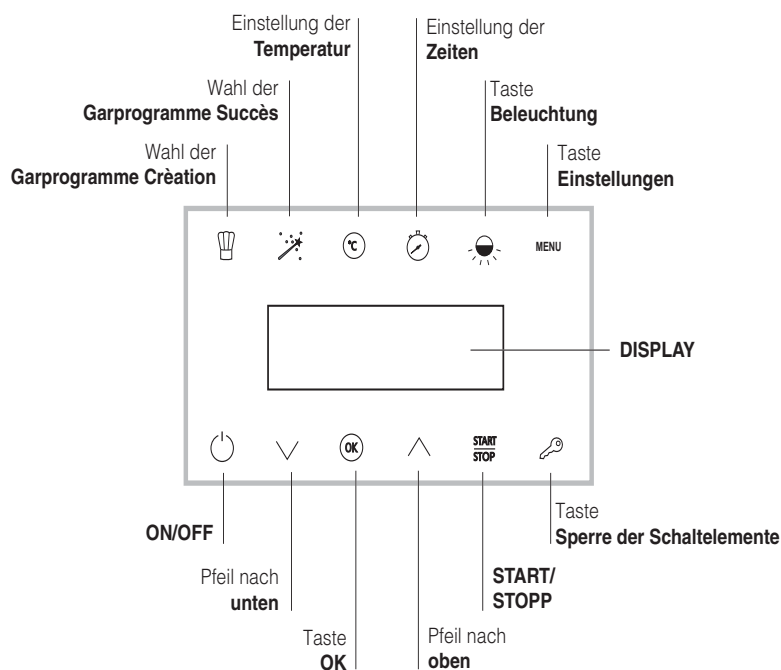 Einstellung der
Temperatur
Einstellung der
Zeiten
Wahl der
Garprogramme Succès
Taste
Beleuchtung
Wahl der
Garprogramme Crèation
Taste
Einstellungen
°C
MENU
DISPLAY
OK
START
STOP
ON/OFF
Taste
Sperre der Schaltelemente
Pfeil nach
unten
START/
STOPP
Taste
OK
Pfeil nach
oben